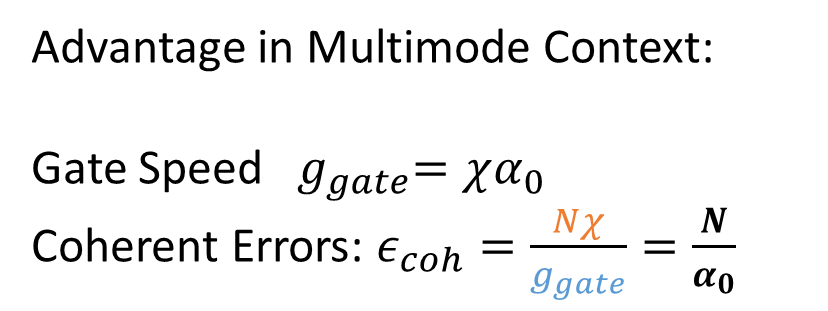 Advantage in Multimode Context:
Gate Speed g_gate = χα₀
Coherent Errors: ϵ_coh = Nχ / g_gate = N / α₀